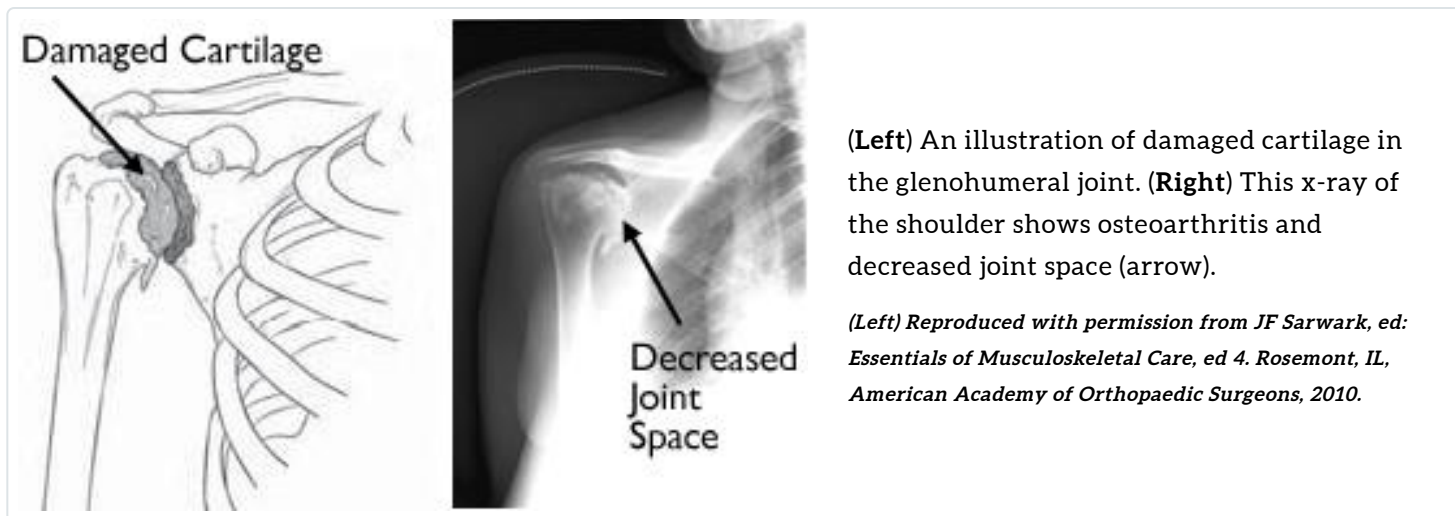 Damaged Cartilage
Decreased
Joint
Space
(Left) An illustration of damaged cartilage in
the glenohumeral joint. (Right) This x-ray of
the shoulder shows osteoarthritis and
decreased joint space (arrow).
(Left) Reproduced with permission from JF Sarwark, ed:
Essentials of Musculoskeletal Care, ed 4. Rosemont, IL,
American Academy of Orthopaedic Surgeons, 2010.